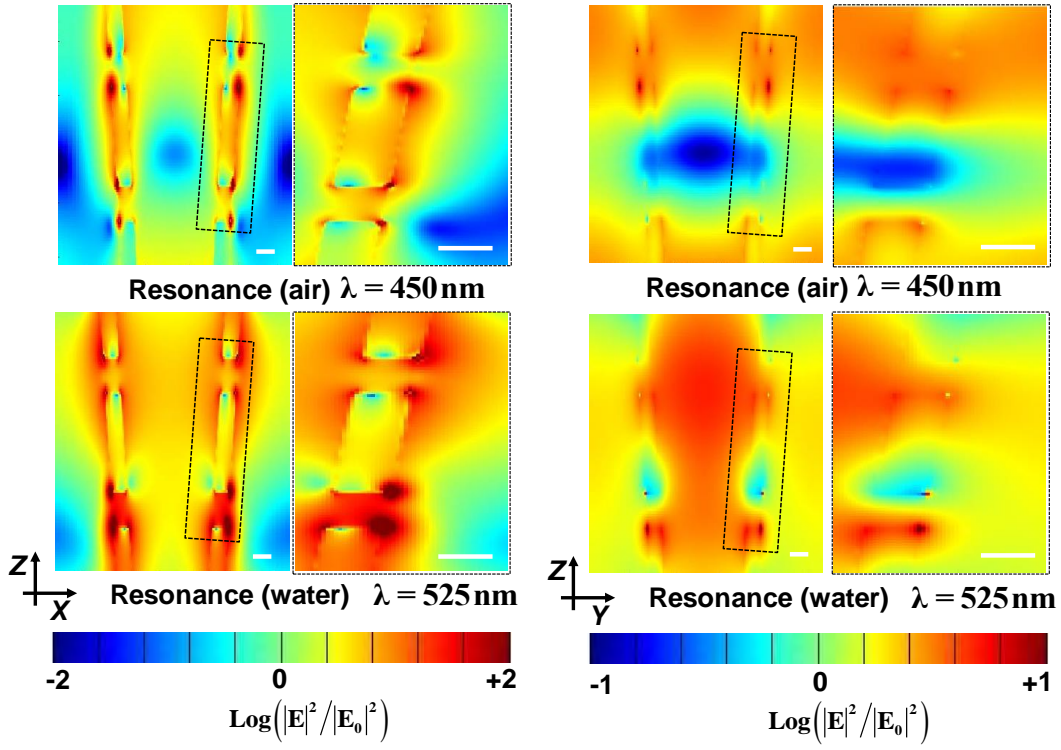 Resonance (air) λ = 450 nm
Resonance (air) λ = 450 nm
Z
X
Resonance (water) λ = 525 nm
Z
Y
Resonance (water) λ = 525 nm
-2 0 +2
Log(|E|²/|E₀|²)
-1 0 +1
Log(|E|²/|E₀|²)